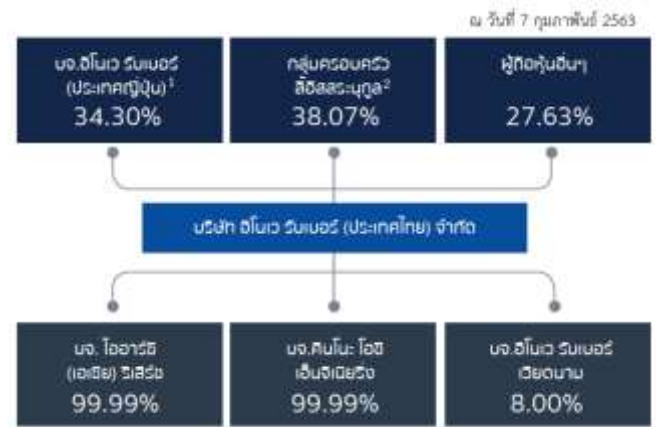 ณ วันที่ 7 กุมภาพันธ์ 2563
บจ.อีโนเว รับเบอร์
(ประเทศญี่ปุ่น)1
34.30%
กลุ่มครอบครัว
ลี้อิสสระนุกูล2
38.07%
ผู้ถือหุ้นอื่นๆ
27.63%
บริษัท อีโนเว รับเบอร์ (ประเทศไทย) จำกัด
บจ. ไออาร์ซี
(เอเชีย) รีเสิร์ช
99.99%
บจ.คินโนะ โฮชิ
เอ็นจิเนียริ่ง
99.99%
บจ.อีโนเว รับเบอร์
เวียดนาม
8.00%